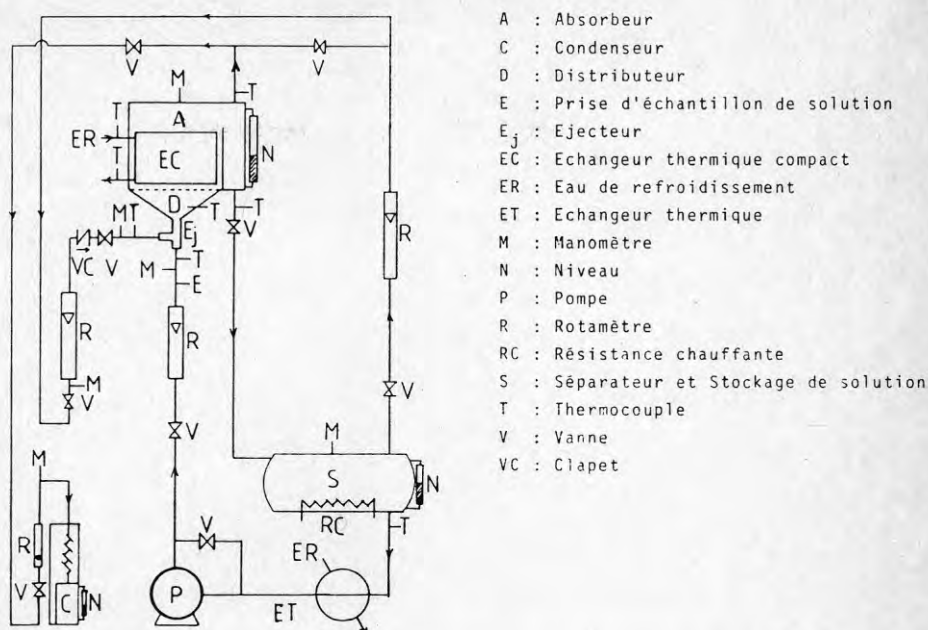 V
V
M
T
A
T
ER
EC
N
T
D
T
T
M T
Ej
V
R
VC V
T
M
E
R
R
M
V
V
V
M
M
S
N
R
RC
T
V
ER
V
C
N
P
ET
A : Absorbeur
C : Condenseur
D : Distributeur
E : Prise d'échantillon de solution
Ej : Ejecteur
EC : Echangeur thermique compact
ER : Eau de refroidissement
ET : Echangeur thermique
M : Manomètre
N : Niveau
P : Pompe
R : Rotamètre
RC : Résistance chauffante
S : Séparateur et Stockage de solution
T : Thermocouple
V : Vanne
VC : Clapet